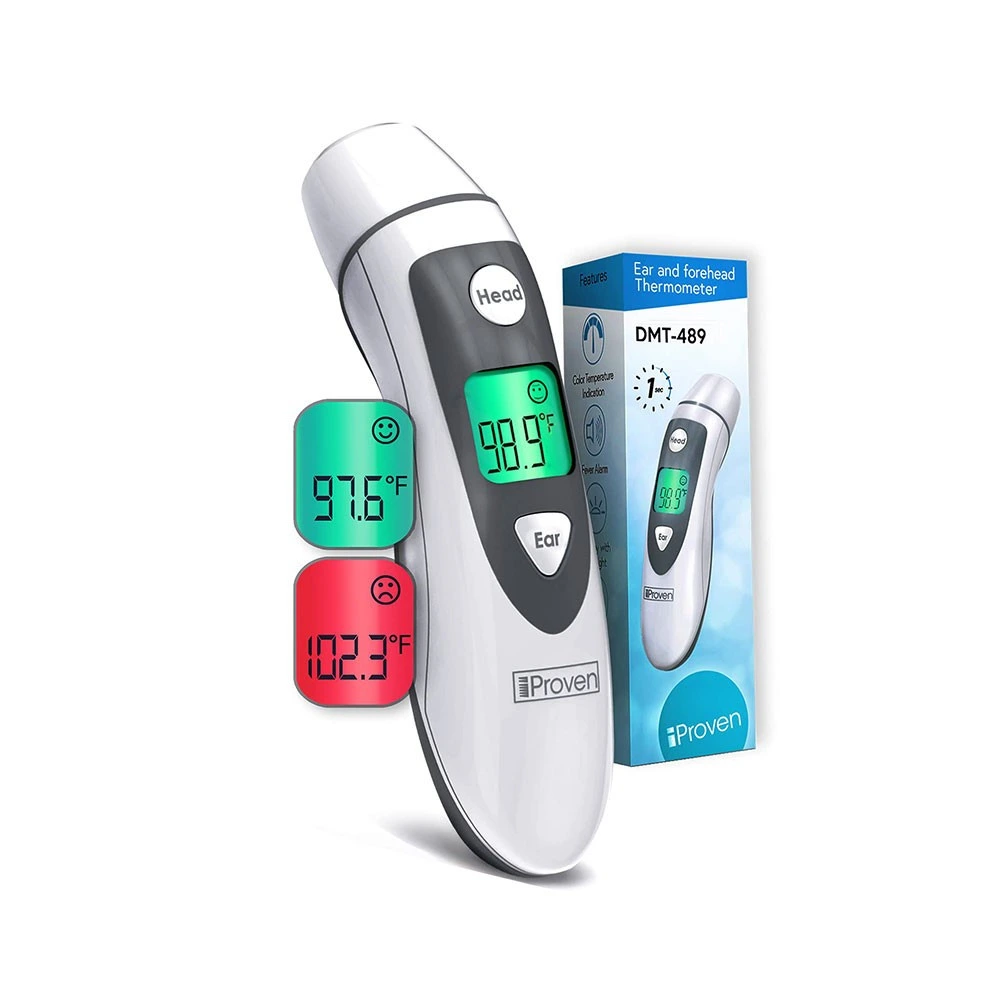 Head
98.9°F
Ear
iProven
97.6°F
102.3°F
Features
Color Temperature
Indication
Fever Alarm
Ear and forehead
Thermometer
DMT-489
1 sec
Head
98.9°F
Ear
iProven
iProven